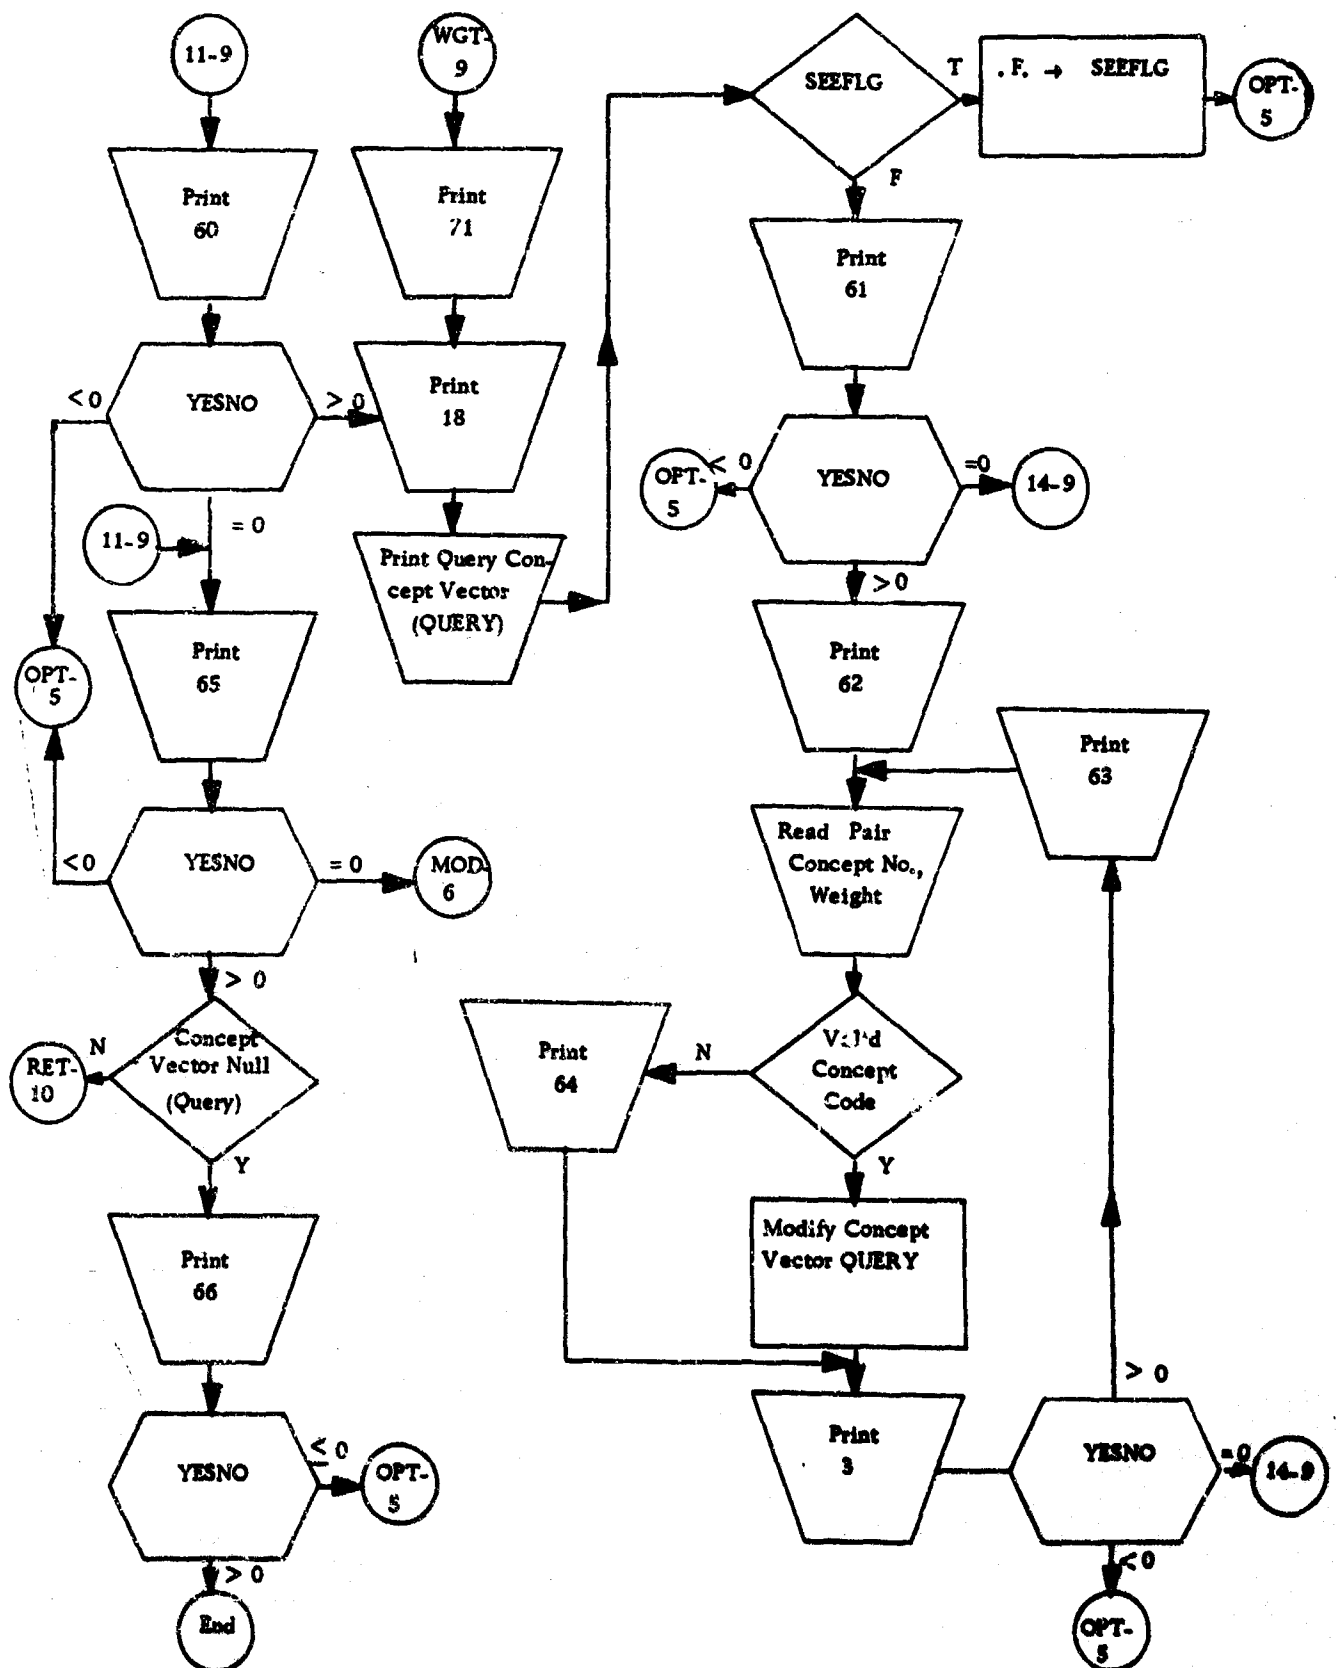 11-9
Print
60
YESNO
< 0
> 0
= 0
11-9
OPT-
5
Print
65
YESNO
< 0
= 0
MOD-
6
> 0
Concept
Vector Null
(Query)
N
RET-
10
Y
Print
66
YESNO
≤ 0
OPT-
5
> 0
End
WGT-
9
Print
71
Print
18
Print Query Con-
cept Vector
(QUERY)
SEEFLG
T
. F. → SEEFLG
OPT-
5
F
Print
61
YESNO
< 0
OPT-
5
=0
14-9
> 0
Print
62
Print
63
Read Pair
Concept No.,
Weight
Valid
Concept
Code
N
Print
64
Y
Modify Concept
Vector QUERY
Print
3
YESNO
> 0
=0
14-9
<0
OPT-
5